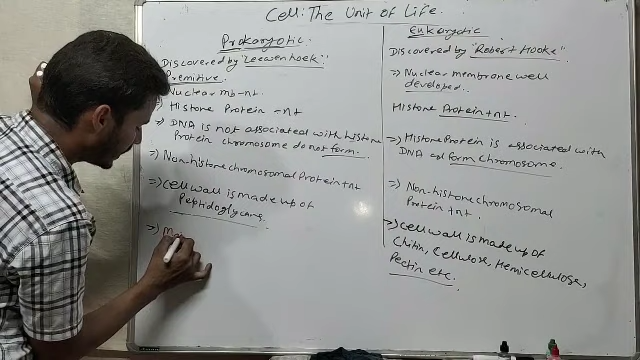 Cell: The Unit of Life.
Prokaryotic.
Discovered by "Leewenhoek"
Premitive.
Nuclear mb -nt.
Histone Protein -nt
=> DNA is not associated with histone
Protein chromosome do not form.
=> Non-histone chromosomal Protein +nt
=> Cell wall is made up of
Peptidoglycans.
=>
Eukaryotic
Discovered by "Robert Hooke"
=> Nuclear membrane well
developed.
Histone Protein +nt.
=> Histone Protein is associated with
DNA and form chromosome.
=> Non-histone chromosomal
Protein +nt.
=> Cell wall is made up of
Chitin, Cellulose, Hemicellulose,
Pectin etc.